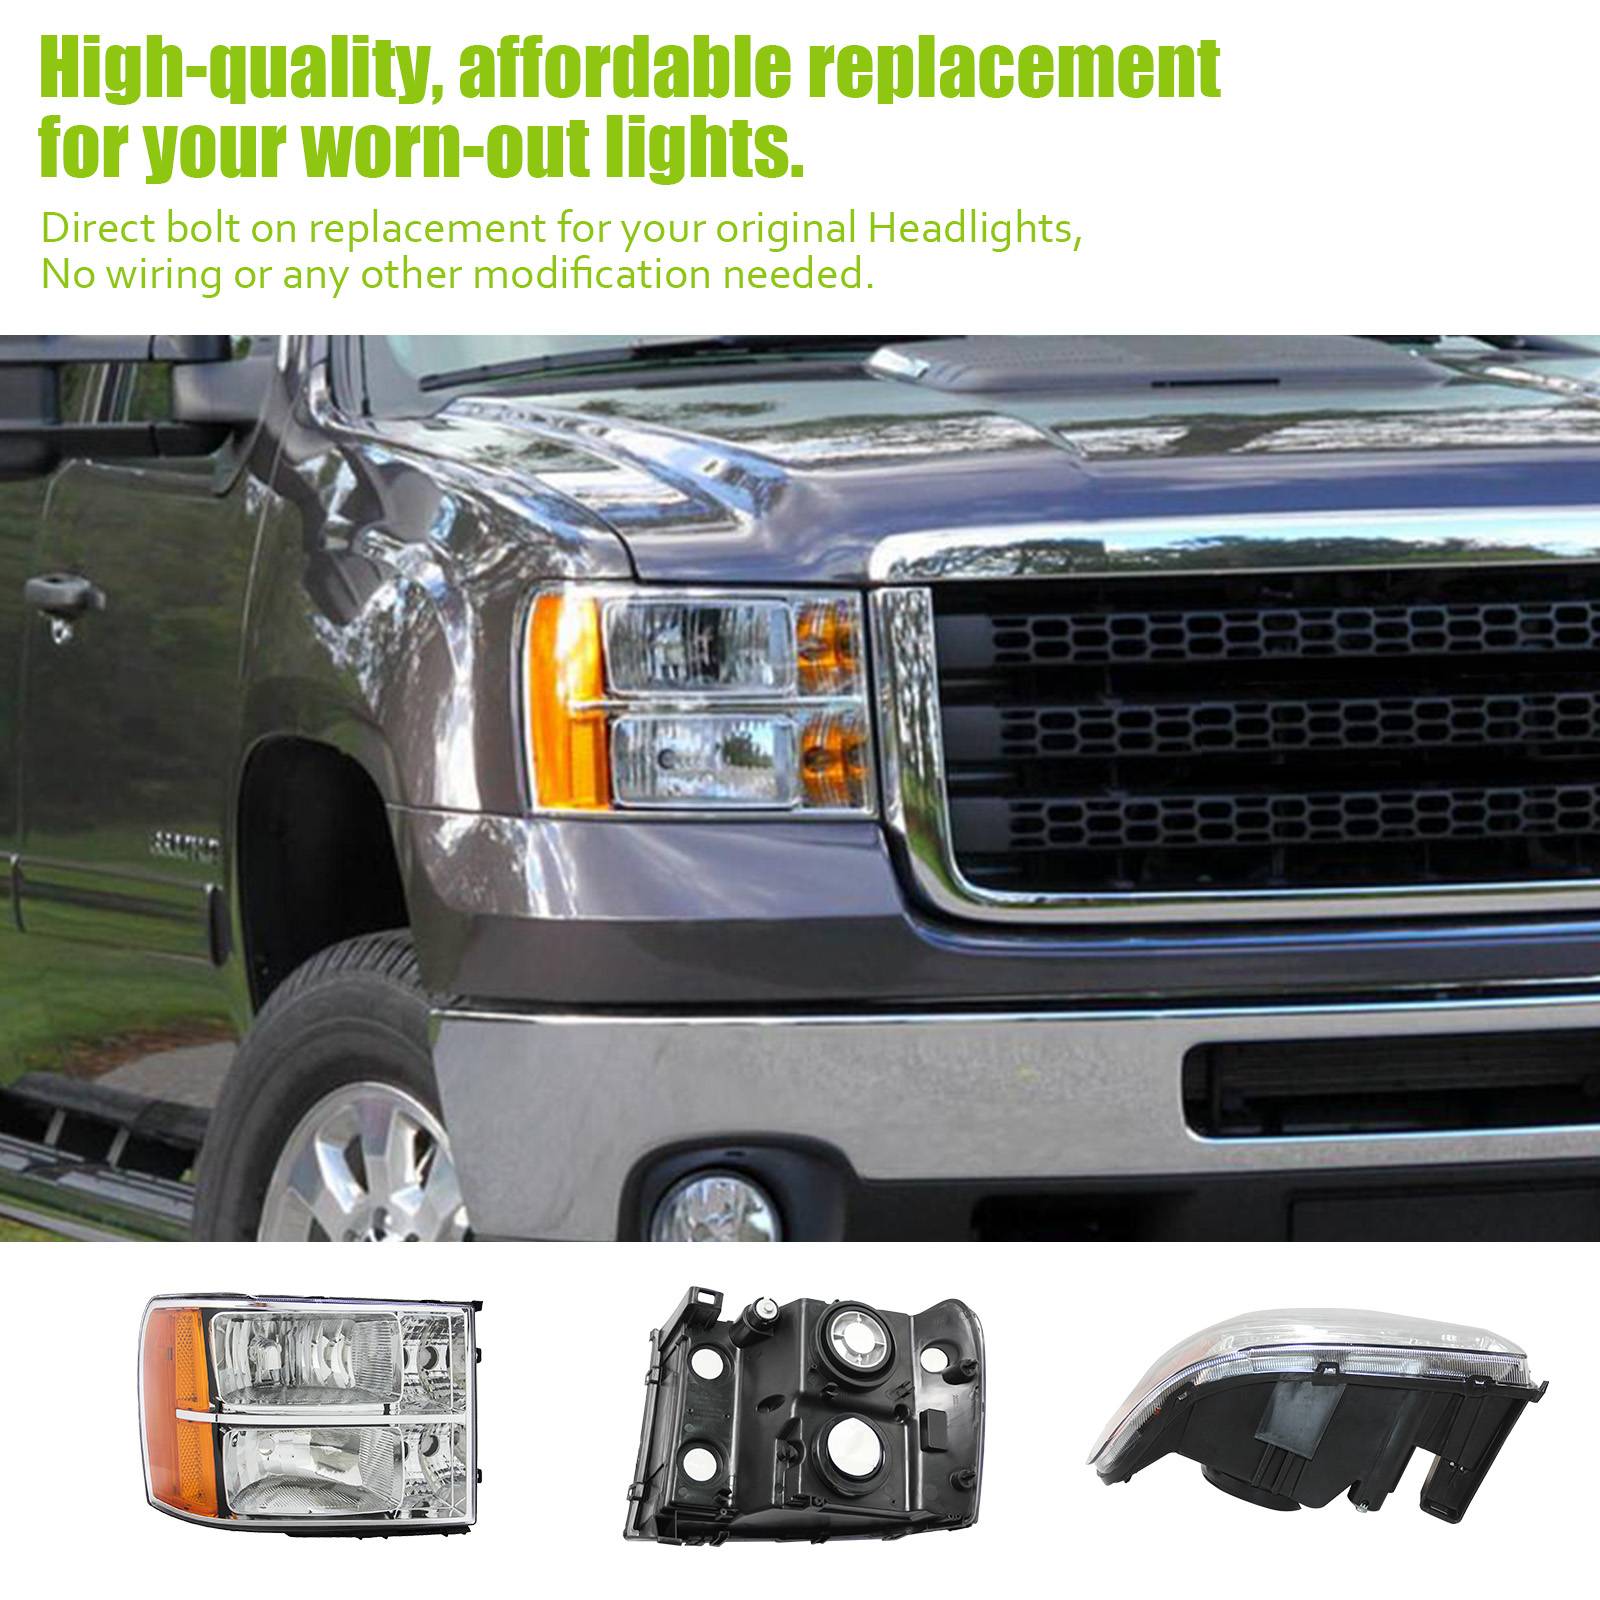 High-quality, affordable replacement
for your worn-out lights.
Direct bolt on replacement for your original Headlights,
No wiring or any other modification needed.